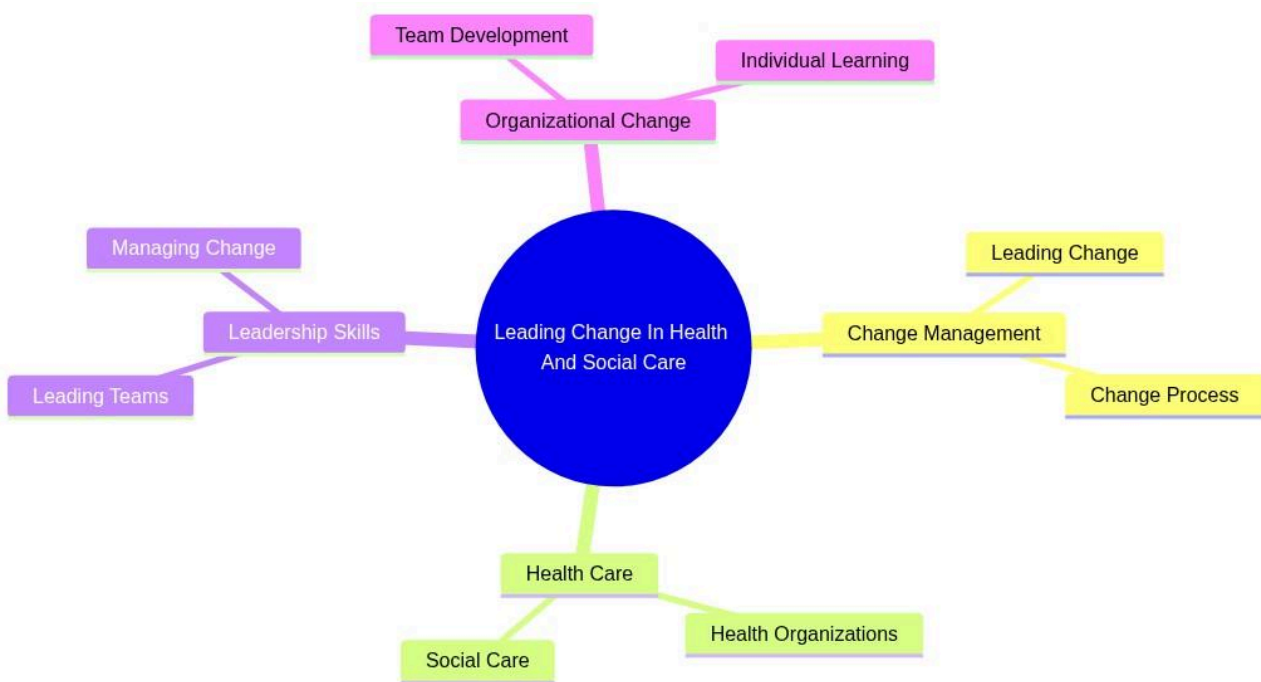 Team Development
Individual Learning
Organizational Change
Managing Change
Leading Change
Leadership Skills
Leading Change In Health
And Social Care
Change Management
Leading Teams
Change Process
Health Care
Health Organizations
Social Care